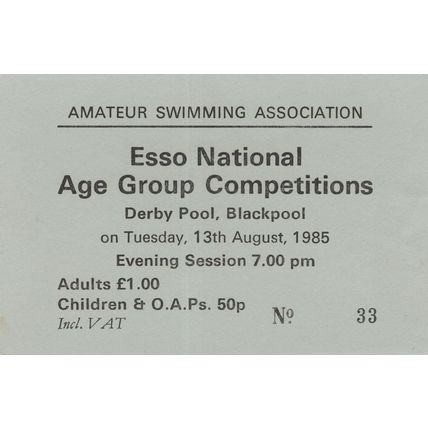 AMATEUR SWIMMING ASSOCIATION
Esso National
Age Group Competitions
Derby Pool, Blackpool
on Tuesday, 13th August, 1985
Evening Session 7.00 pm
Adults £1.00
Children & O.A.Ps. 50p
Incl. VAT
Nº 33